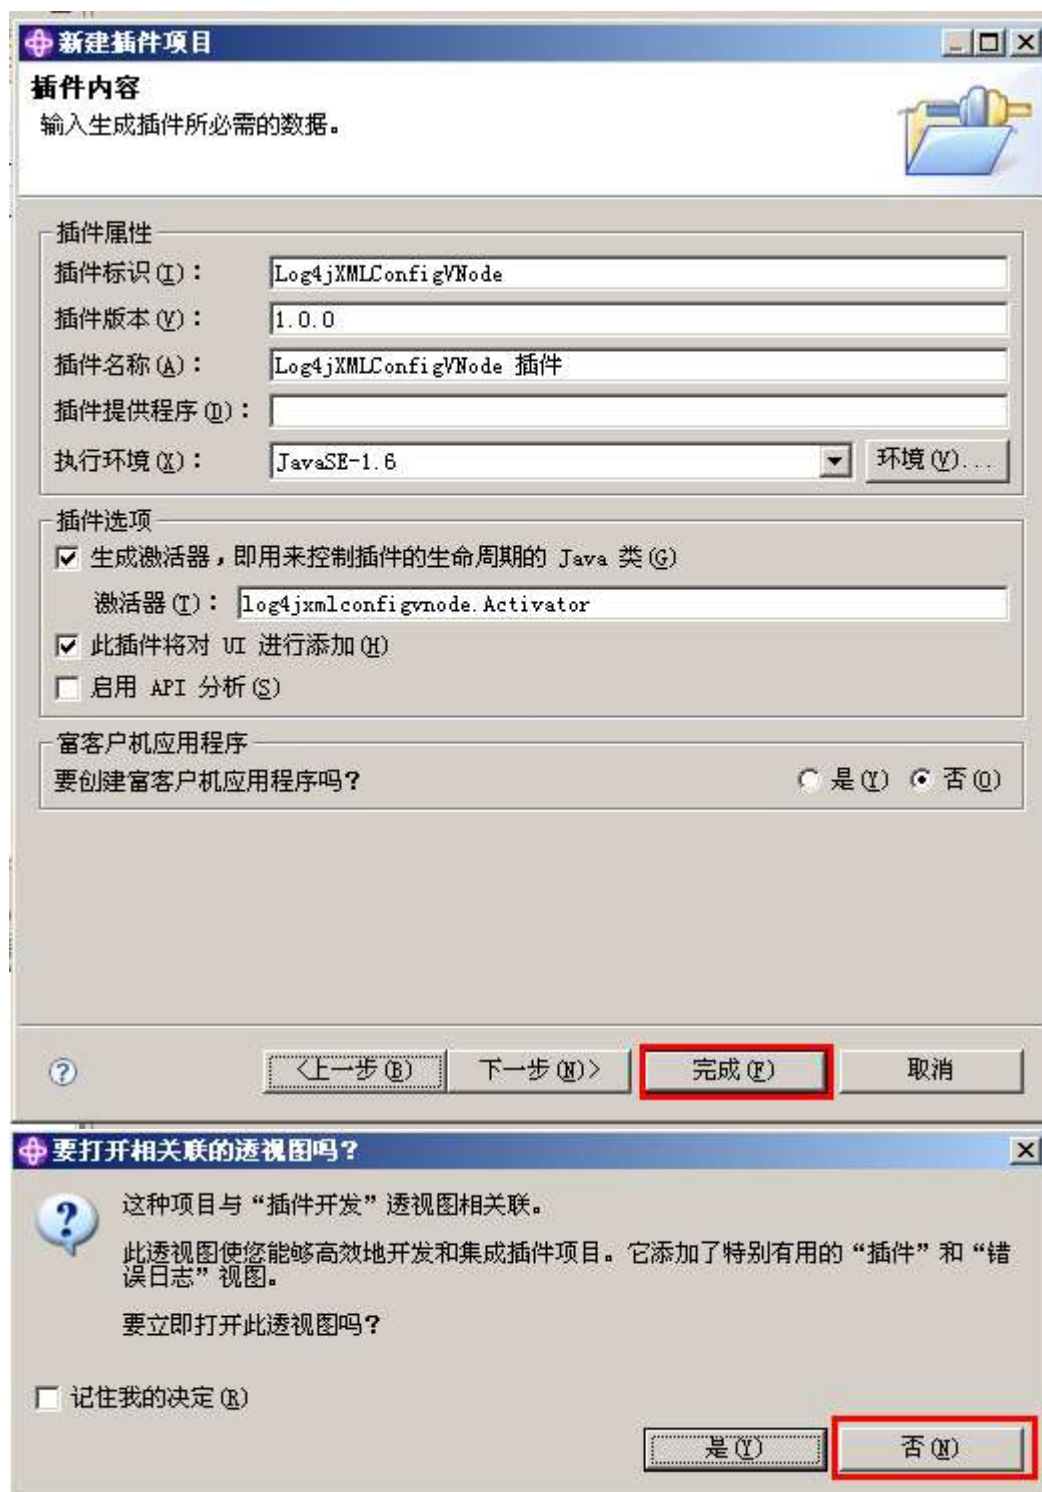 新建插件项目
插件内容
输入生成插件所必需的数据。
插件属性
插件标识(I)： Log4jXMLConfigVNode
插件版本(V)： 1.0.0
插件名称(A)： Log4jXMLConfigVNode 插件
插件提供程序(D)：
执行环境(X)： JavaSE-1.6 环境(V)...
插件选项
生成激活器，即用来控制插件的生命周期的 Java 类(G)
激活器(T)： log4jxmlconfigvnode.Activator
此插件将对 UI 进行添加(H)
启用 API 分析(S)
富客户机应用程序
要创建富客户机应用程序吗？ 是(Y) 否(O)
<上一步(B) 下一步(N)> 完成(F) 取消
要打开相关联的透视图吗？
这种项目与“插件开发”透视图相关联。
此透视图使您能够高效地开发和集成插件项目。它添加了特别有用的“插件”和“错
误日志”视图。
要立即打开此透视图吗？
记住我的决定(R)
是(Y) 否(N)